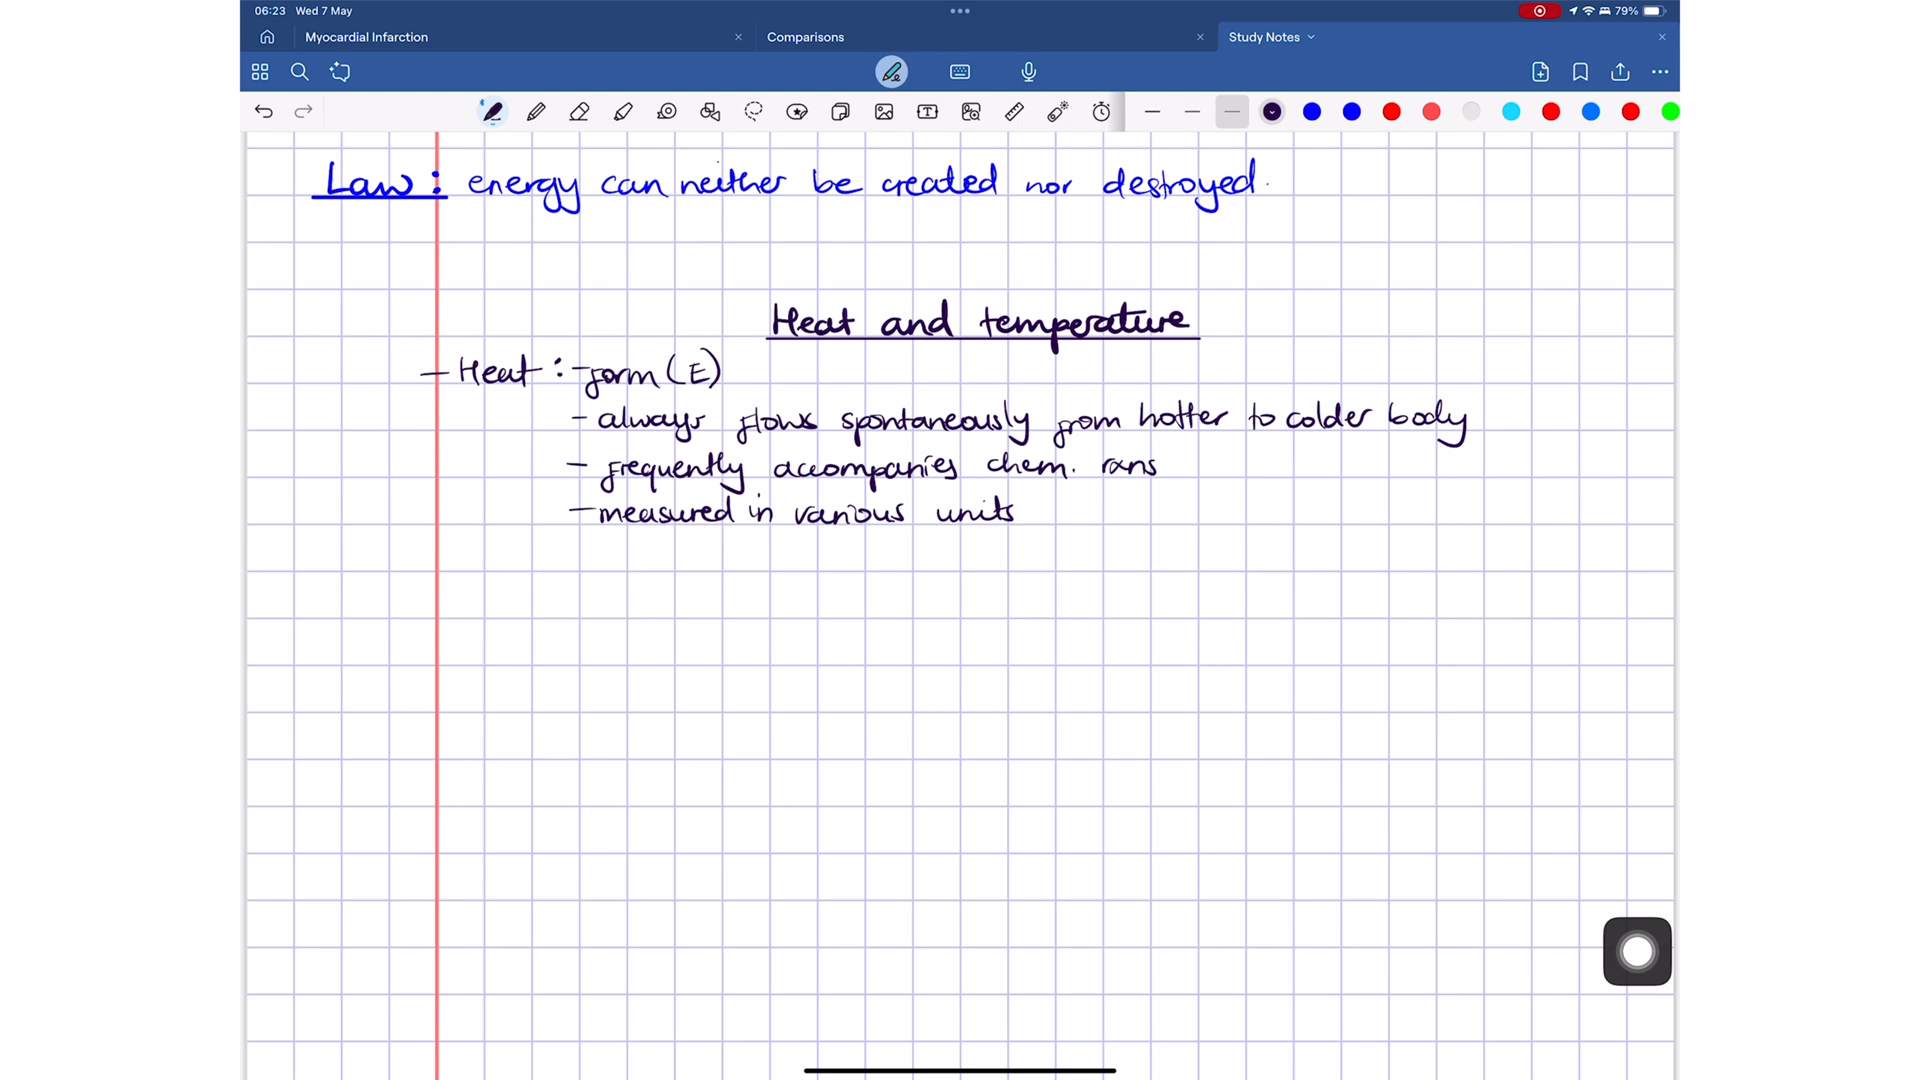 06:23 Wed 7 May
79%
Myocardial Infarction
Comparisons
Study Notes
Law: energy can neither be created nor destroyed.
Heat and temperature
- Heat : - form (E)
- always flows spontaneously from hotter to colder body
- frequently accompanies chem. rxns
- measured in various units